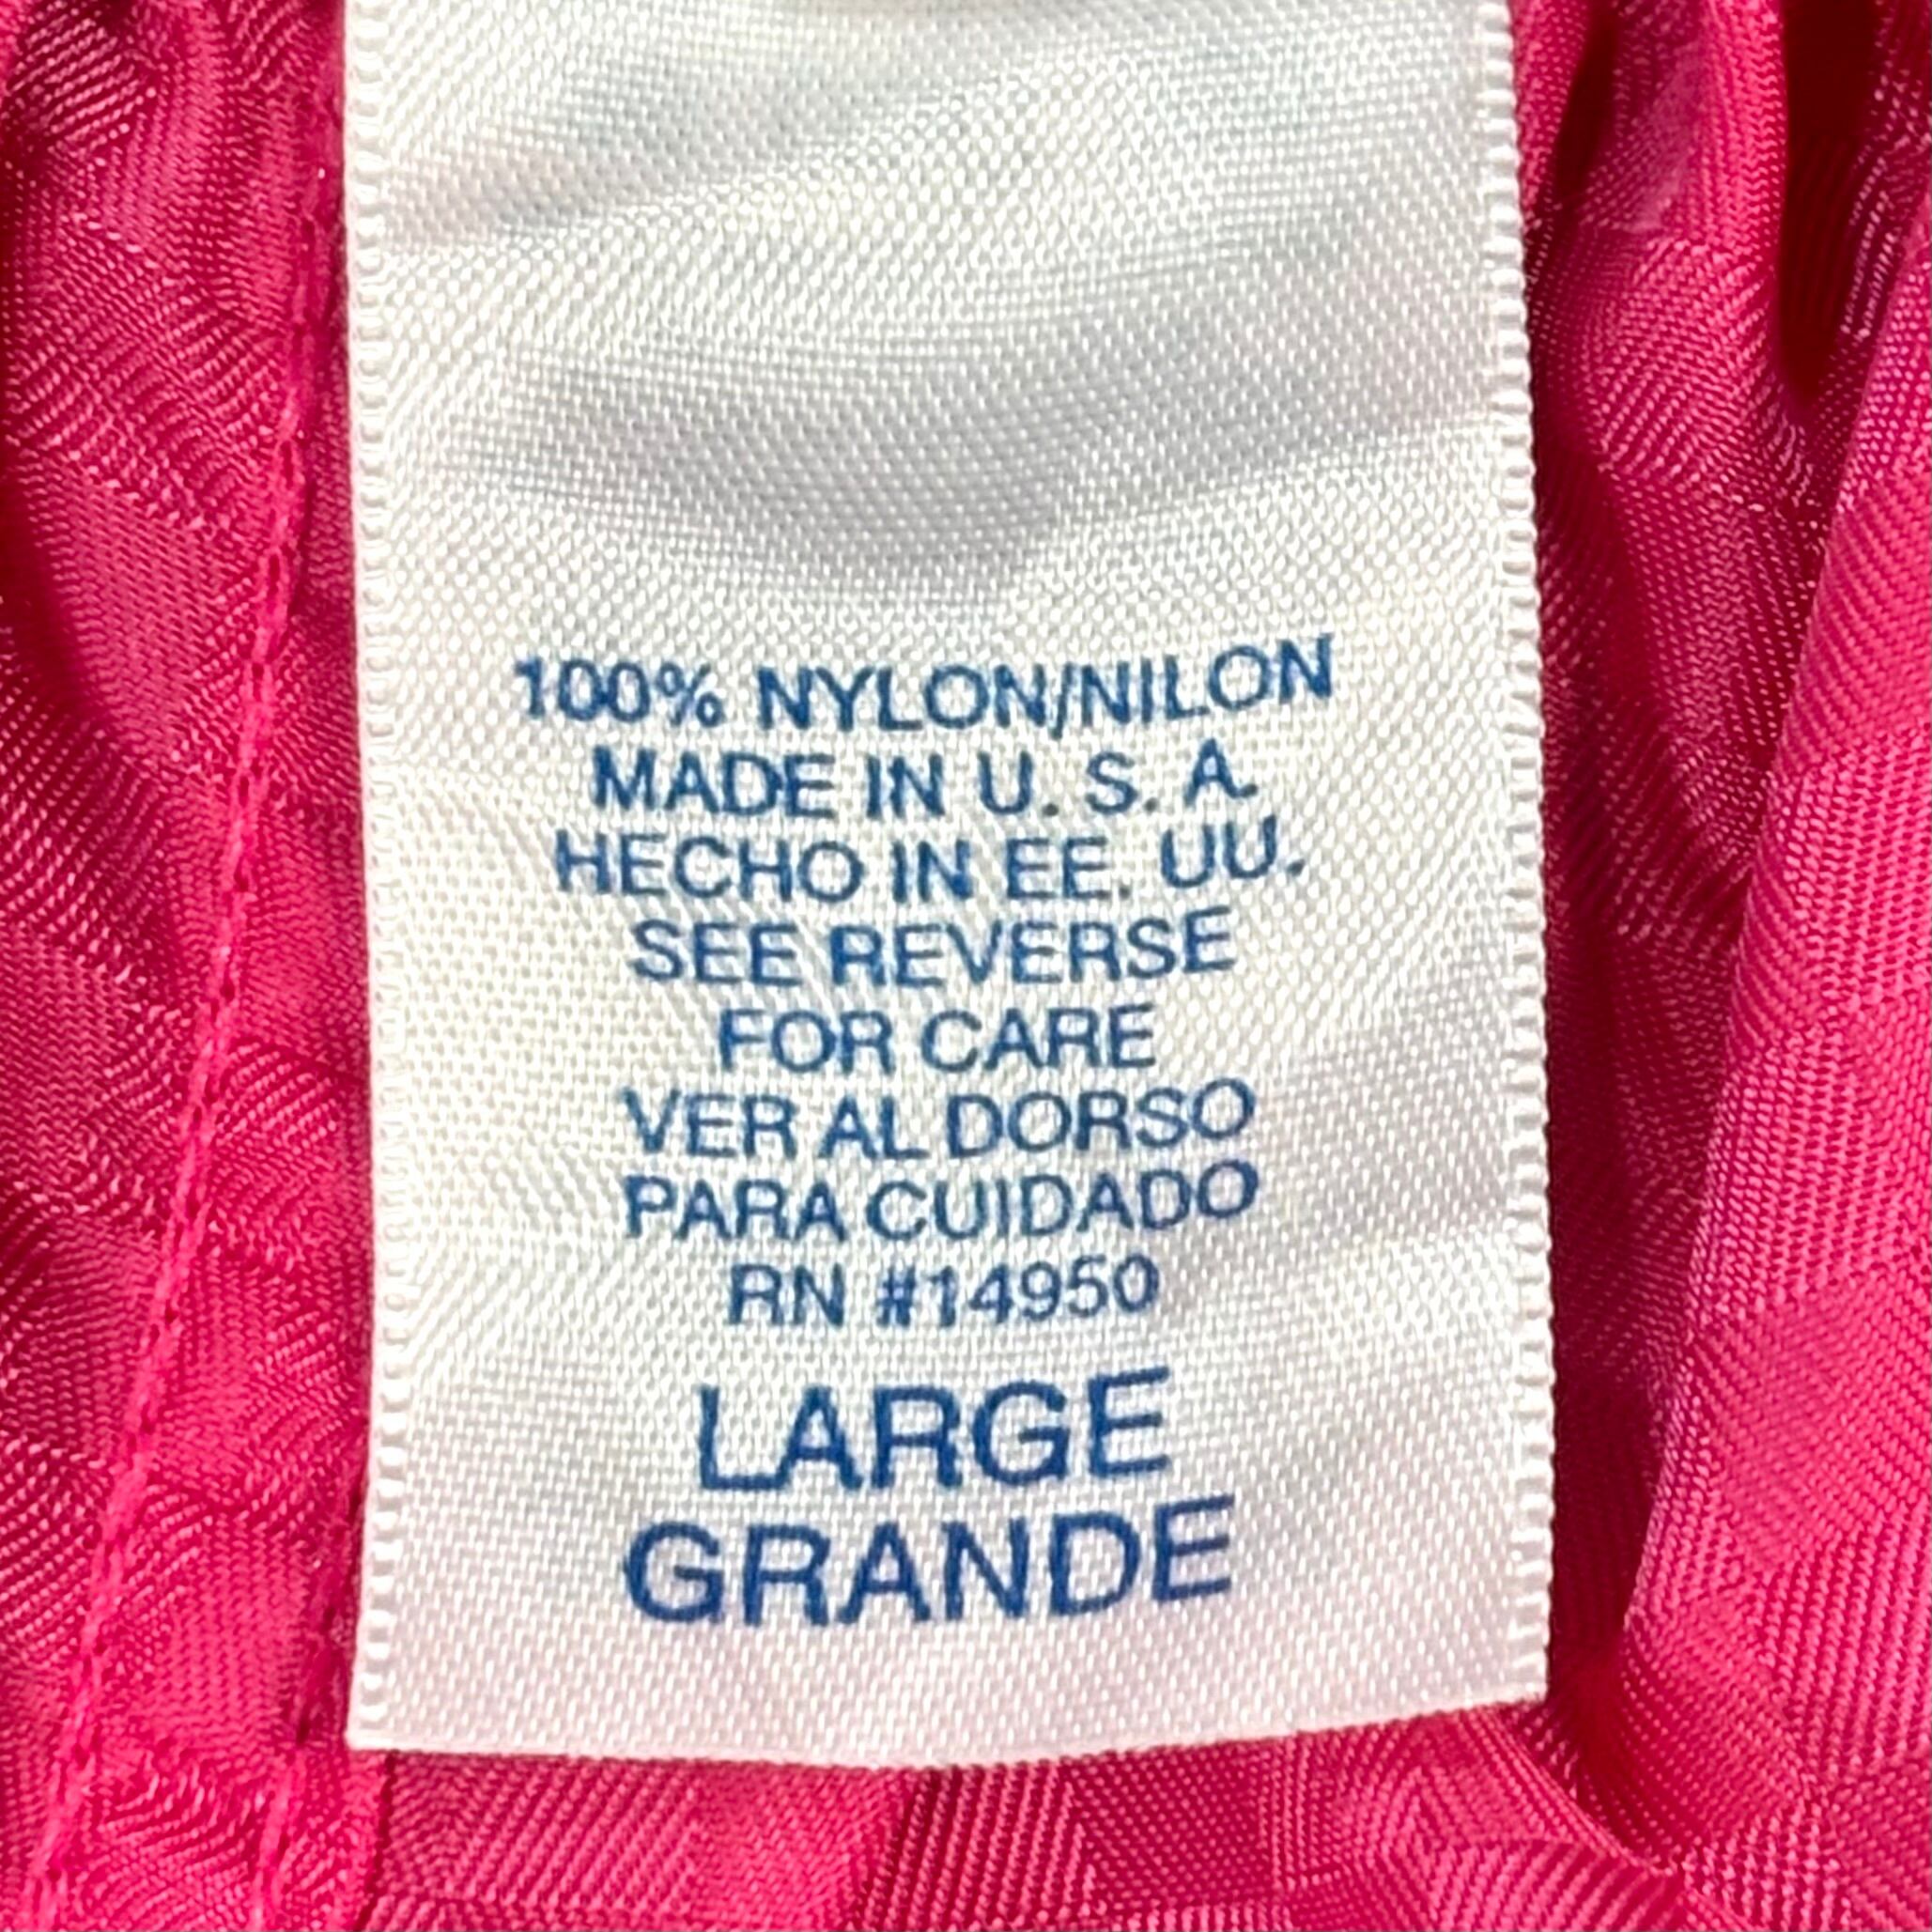 100% NYLON/NILON
MADE IN U. S. A.
HECHO IN EE. UU.
SEE REVERSE
FOR CARE
VER AL DORSO
PARA CUIDADO
RN #14950
LARGE
GRANDE